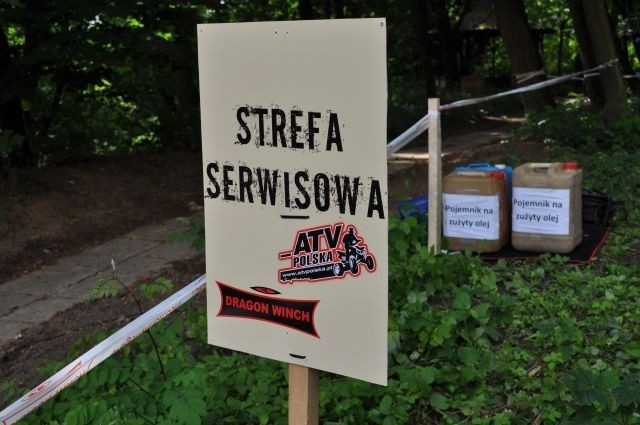 STREFA
SERWISOWA
ATV
POLSKA
www.atvpolska.pl
DRAGON WINCH
Pojemnik na
zużyty olej
Pojemnik na
zużyty olej